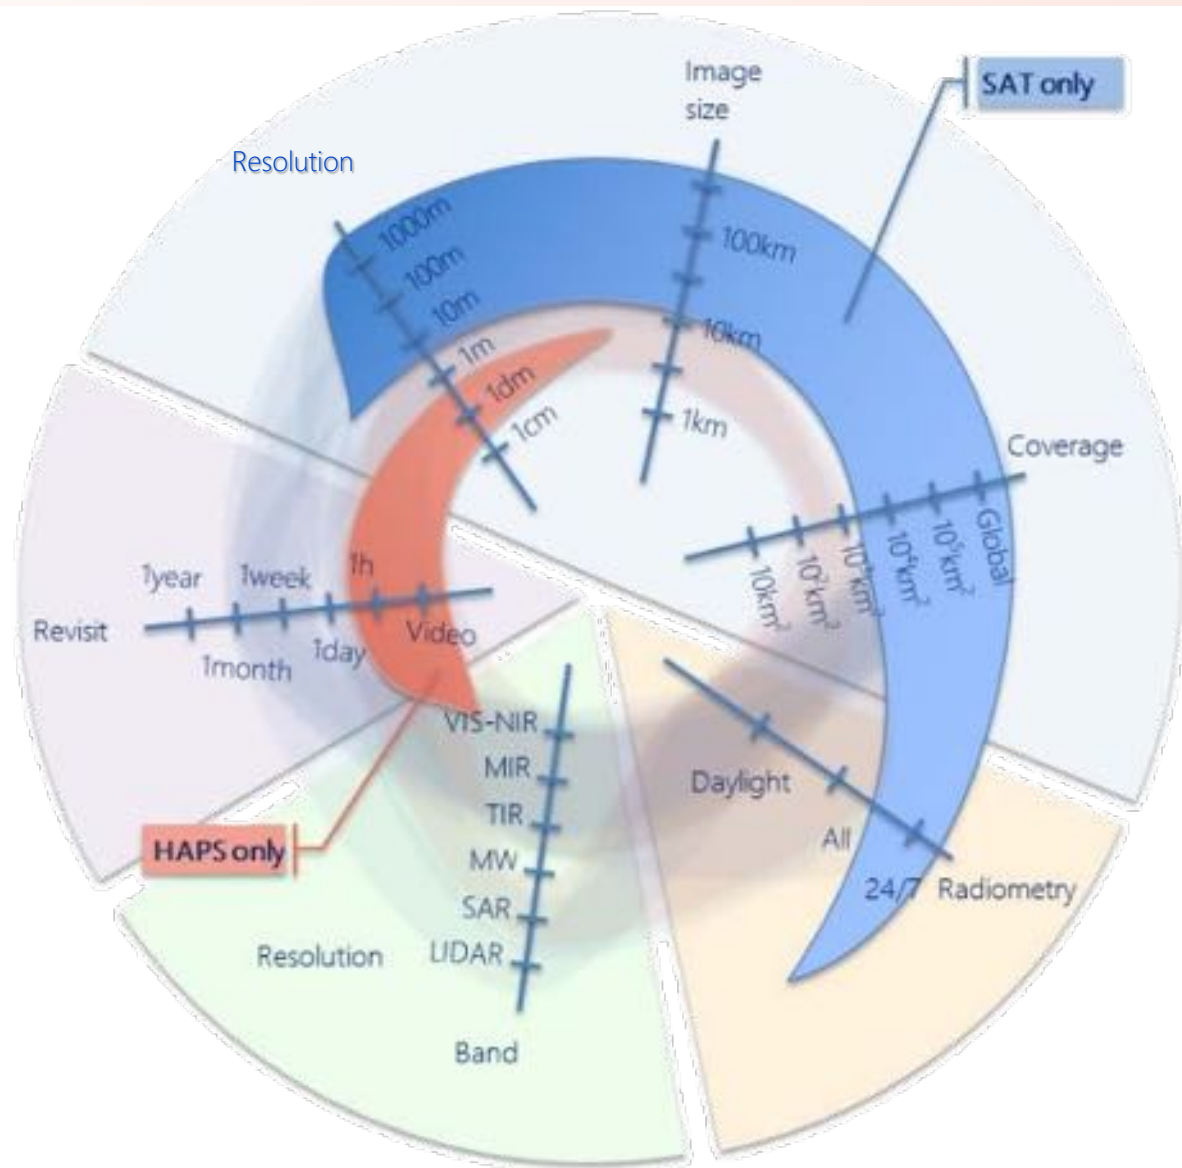 Image
size
SAT only
Resolution
1000m
100m
10m
1m
1dm
1cm
100km
10km
1km
Coverage
10km²
10²km²
10⁴km²
10⁵km²
Global
1year
1week
1h
Revisit
1month
1day
Video
VIS-NIR
MIR
TIR
MW
SAR
LIDAR
HAPS only
Resolution
Band
Daylight
All
24/7
Radiometry